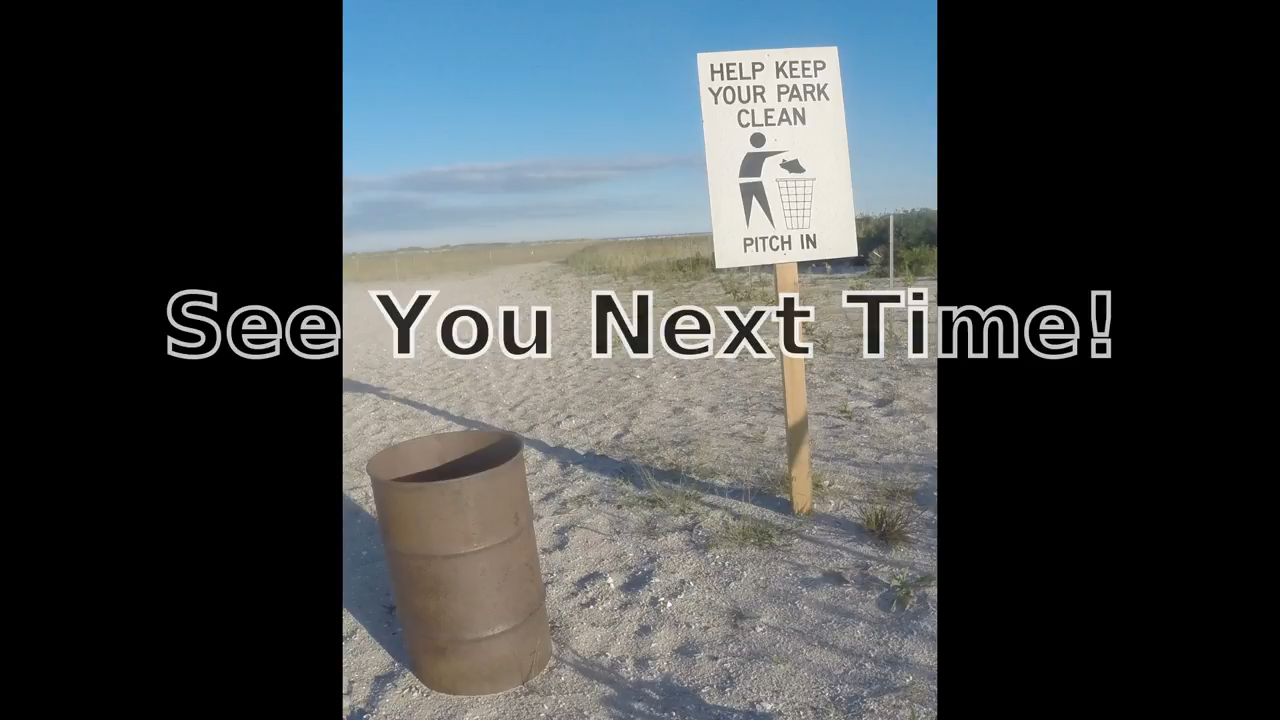 HELP KEEP
YOUR PARK
CLEAN
PITCH IN
See You Next Time!